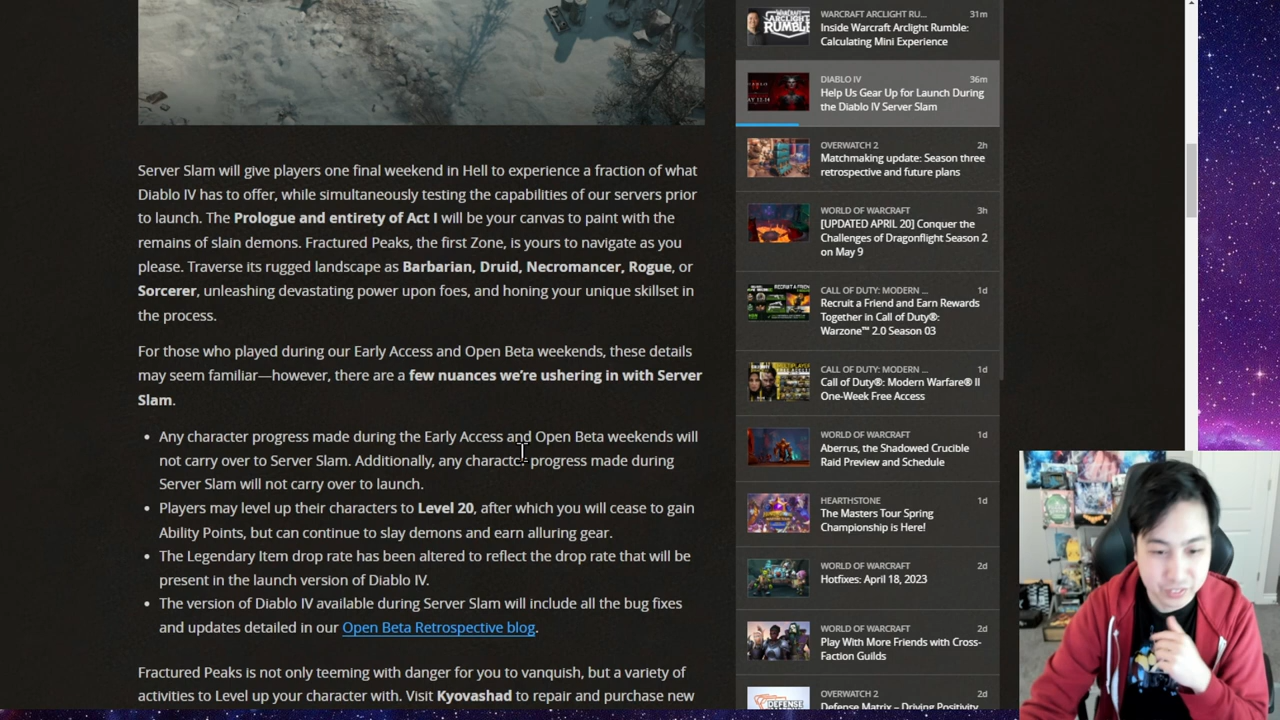 Server Slam will give players one final weekend in Hell to experience a fraction of what
Diablo IV has to offer, while simultaneously testing the capabilities of our servers prior
to launch. The Prologue and entirety of Act I will be your canvas to paint with the
remains of slain demons. Fractured Peaks, the first Zone, is yours to navigate as you
please. Traverse its rugged landscape as Barbarian, Druid, Necromancer, Rogue, or
Sorcerer, unleashing devastating power upon foes, and honing your unique skillset in
the process.
For those who played during our Early Access and Open Beta weekends, these details
may seem familiar—however, there are a few nuances we're ushering in with Server
Slam.
• Any character progress made during the Early Access and Open Beta weekends will
not carry over to Server Slam. Additionally, any character progress made during
Server Slam will not carry over to launch.
• Players may level up their characters to Level 20, after which you will cease to gain
Ability Points, but can continue to slay demons and earn alluring gear.
• The Legendary Item drop rate has been altered to reflect the drop rate that will be
present in the launch version of Diablo IV.
• The version of Diablo IV available during Server Slam will include all the bug fixes
and updates detailed in our Open Beta Retrospective blog.
Fractured Peaks is not only teeming with danger for you to vanquish, but a variety of
activities to Level up your character with. Visit Kyovashad to repair and purchase new
WARCRAFT ARCLIGHT RU... 31m
Inside Warcraft Arclight Rumble:
Calculating Mini Experience
DIABLO IV 36m
Help Us Gear Up for Launch During
the Diablo IV Server Slam
OVERWATCH 2 2h
Matchmaking update: Season three
retrospective and future plans
WORLD OF WARCRAFT 3h
[UPDATED APRIL 20] Conquer the
Challenges of Dragonflight Season 2
on May 9
CALL OF DUTY: MODERN ... 1d
Recruit a Friend and Earn Rewards
Together in Call of Duty®:
Warzone™ 2.0 Season 03
CALL OF DUTY: MODERN ... 1d
Call of Duty®: Modern Warfare® II
One-Week Free Access
WORLD OF WARCRAFT 1d
Aberrus, the Shadowed Crucible
Raid Preview and Schedule
HEARTHSTONE 1d
The Masters Tour Spring
Championship is Here!
WORLD OF WARCRAFT 2d
Hotfixes: April 18, 2023
WORLD OF WARCRAFT 2d
Play With More Friends with Cross-
Faction Guilds
OVERWATCH 2 2d
Defense Matrix – Driving Positivity